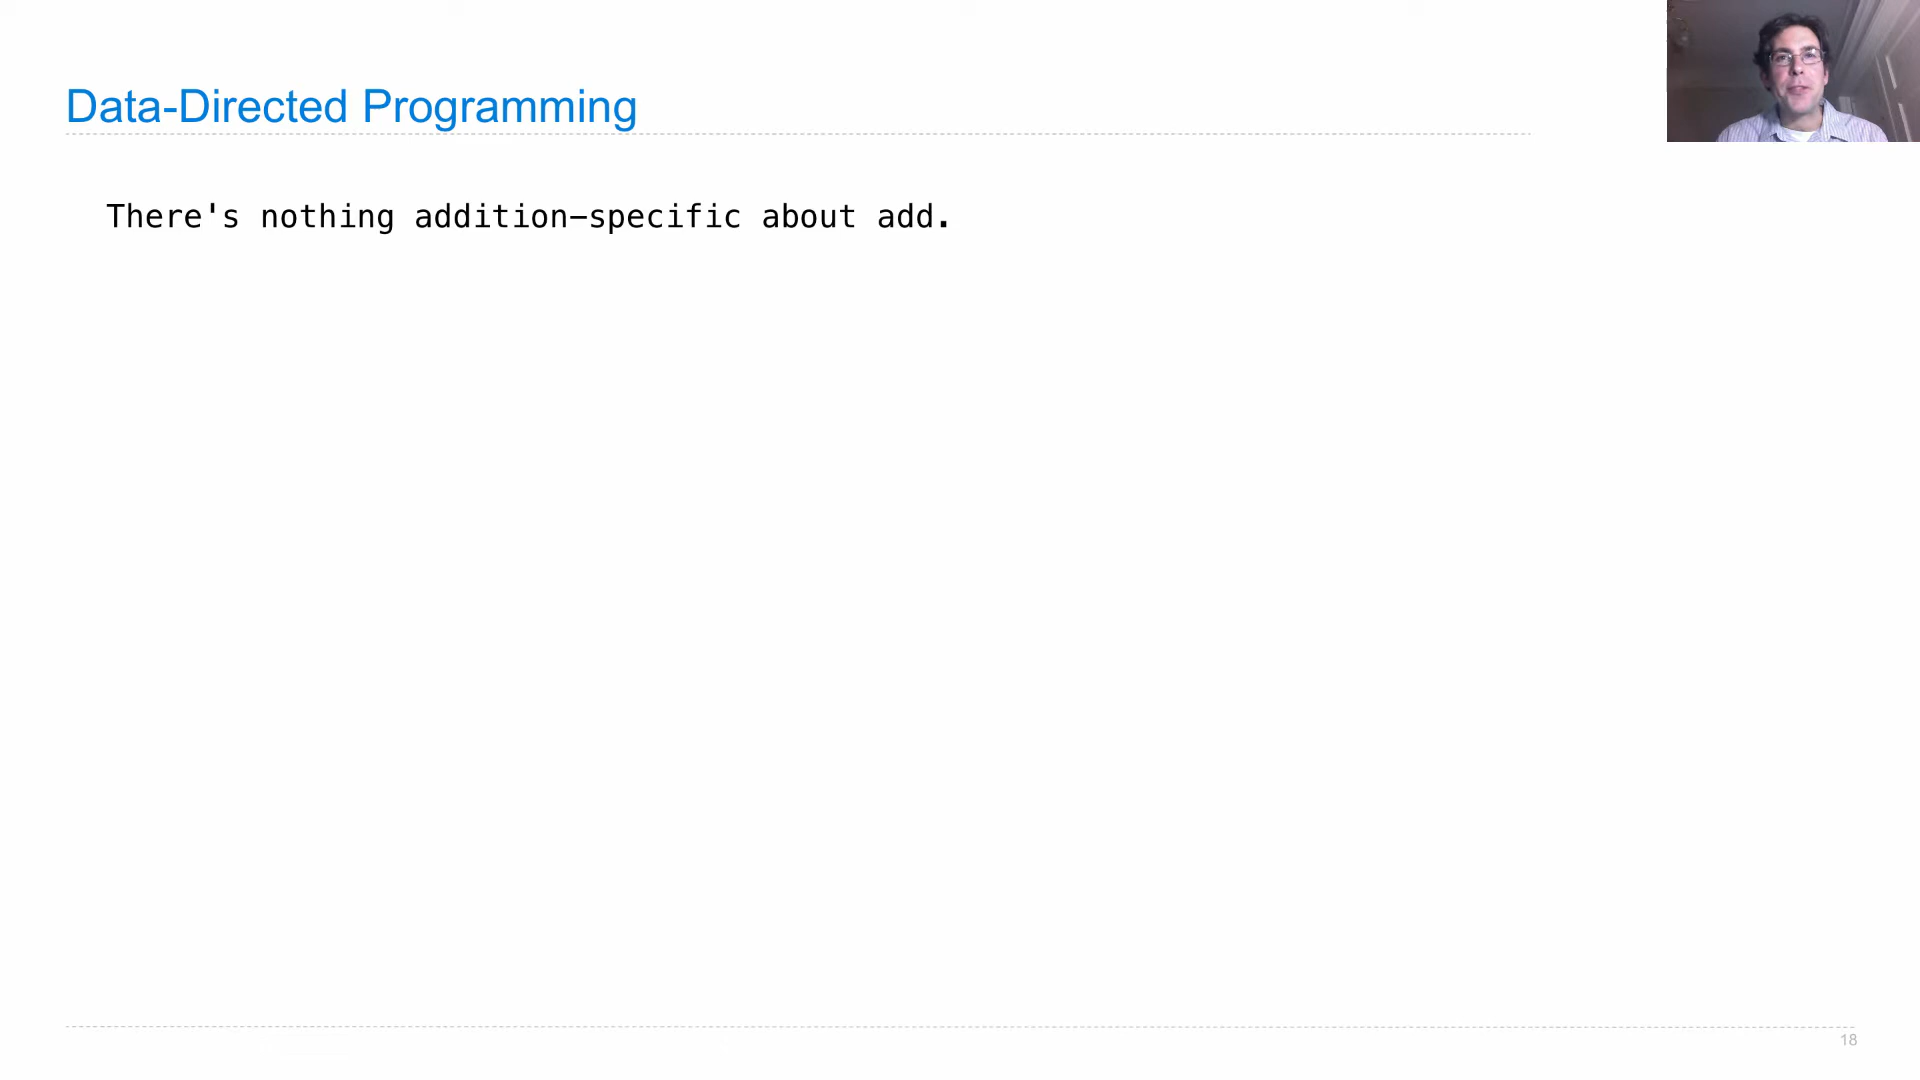 Data-Directed Programming
There's nothing addition-specific about add.
18